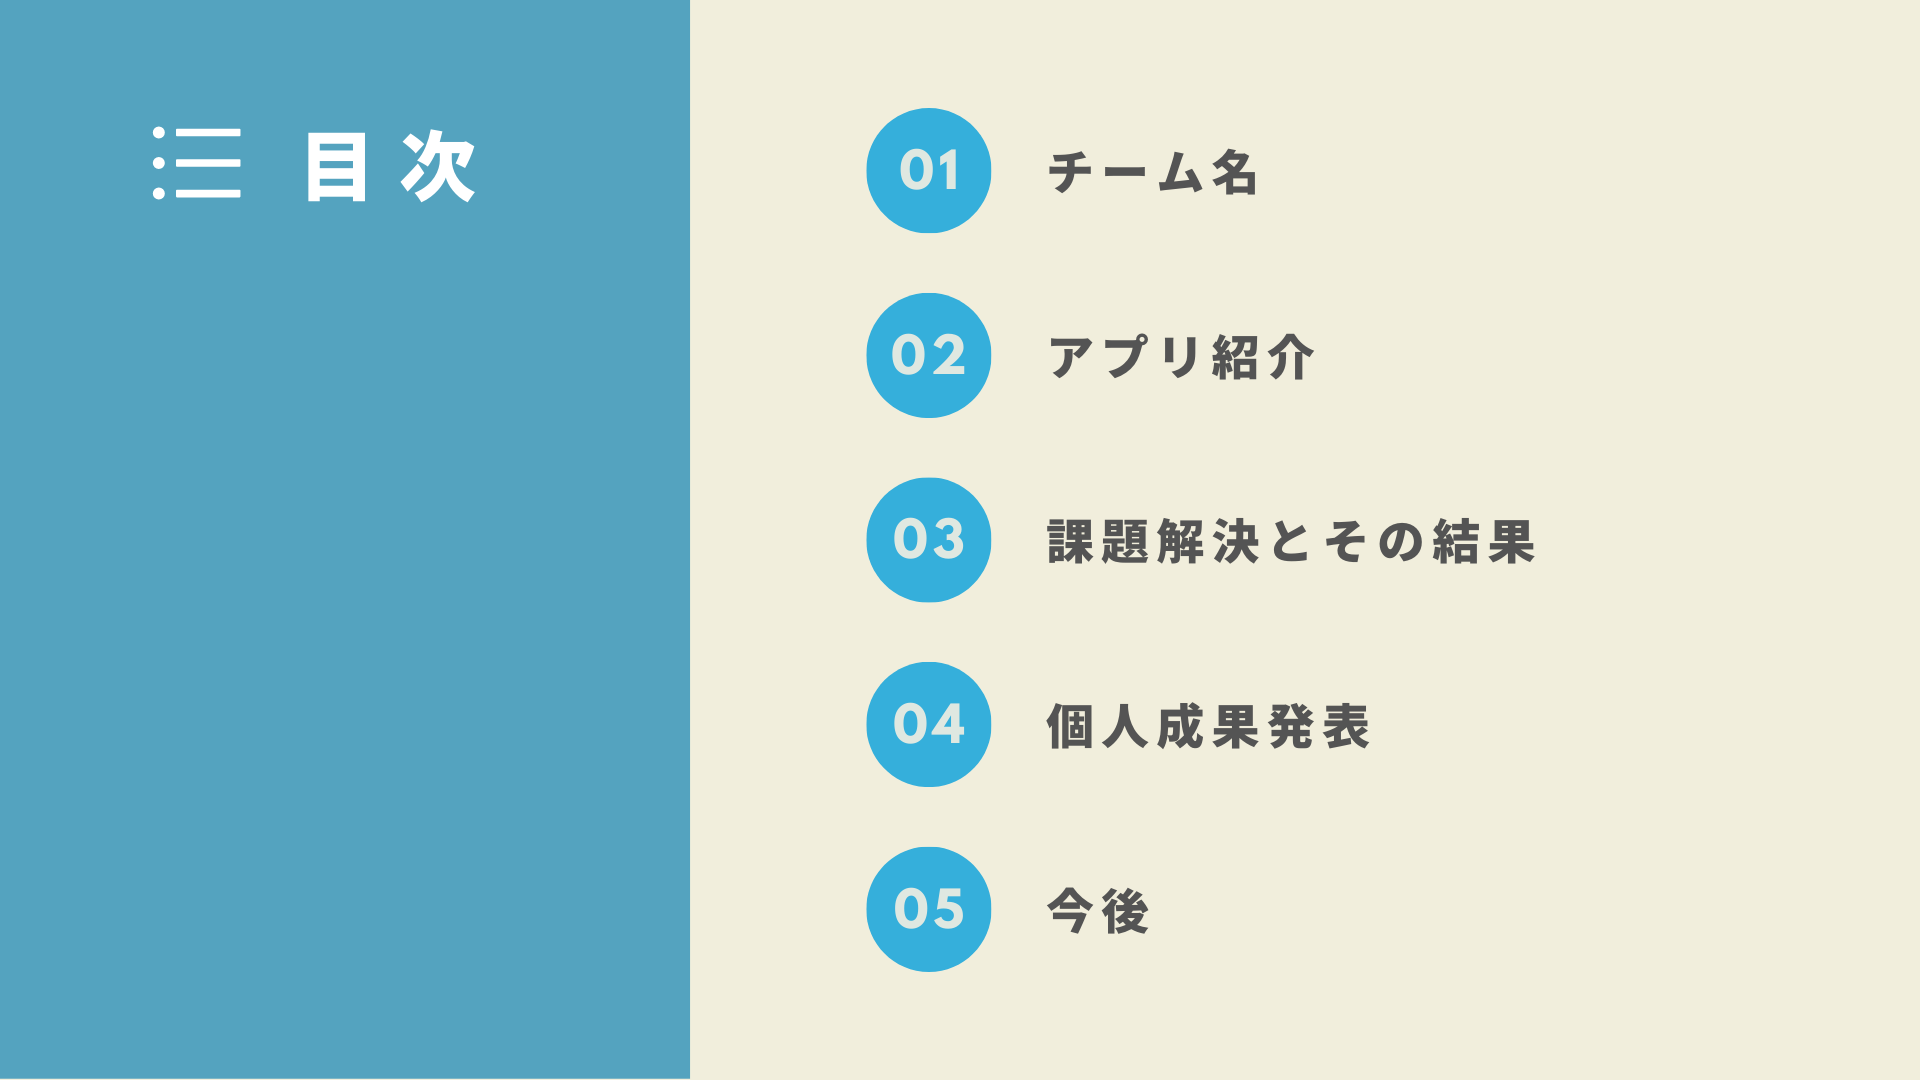 目次
01 チーム名
02 アプリ紹介
03 課題解決とその結果
04 個人成果発表
05 今後